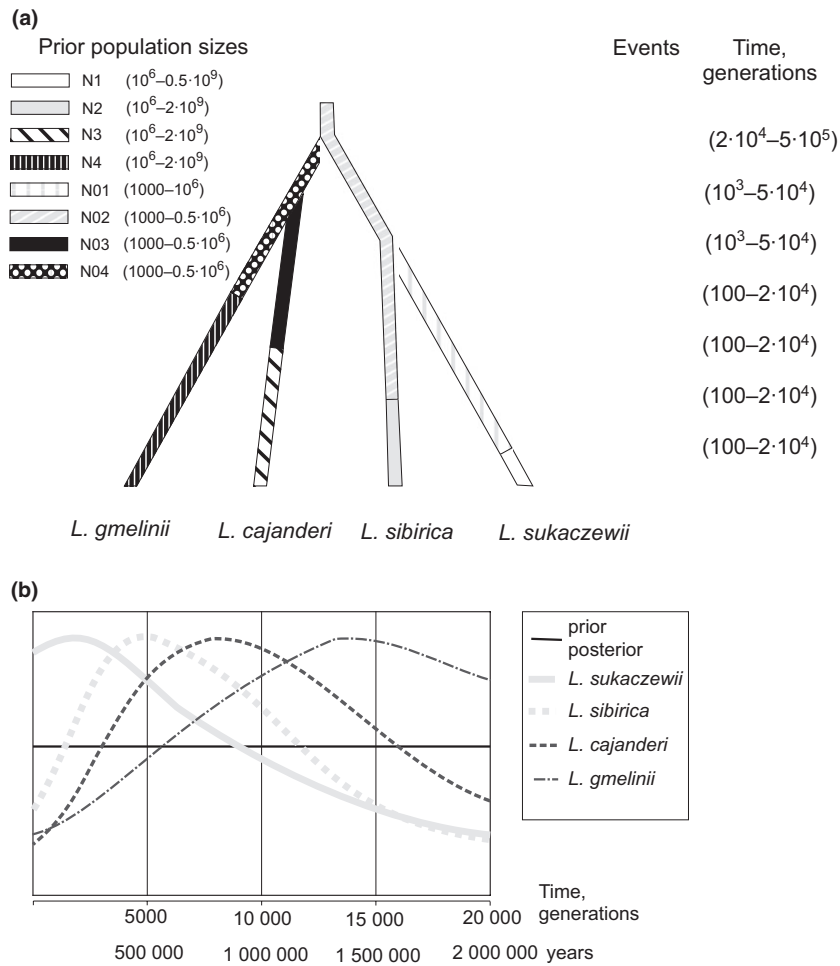 (a)
Prior population sizes
N1 (10⁶–0.5·10⁹)
N2 (10⁶–2·10⁹)
N3 (10⁶–2·10⁹)
N4 (10⁶–2·10⁹)
N01 (1000–10⁶)
N02 (1000–0.5·10⁶)
N03 (1000–0.5·10⁶)
N04 (1000–0.5·10⁶)
Events
Time,
generations
(2·10⁴–5·10⁵)
(10³–5·10⁴)
(10³–5·10⁴)
(100–2·10⁴)
(100–2·10⁴)
(100–2·10⁴)
(100–2·10⁴)
L. gmelinii L. cajanderi L. sibirica L. sukaczewii
(b)
prior
posterior
L. sukaczewii
L. sibirica
L. cajanderi
L. gmelinii
5000 10 000 15 000 20 000 Time,
generations
500 000 1 000 000 1 500 000 2 000 000 years